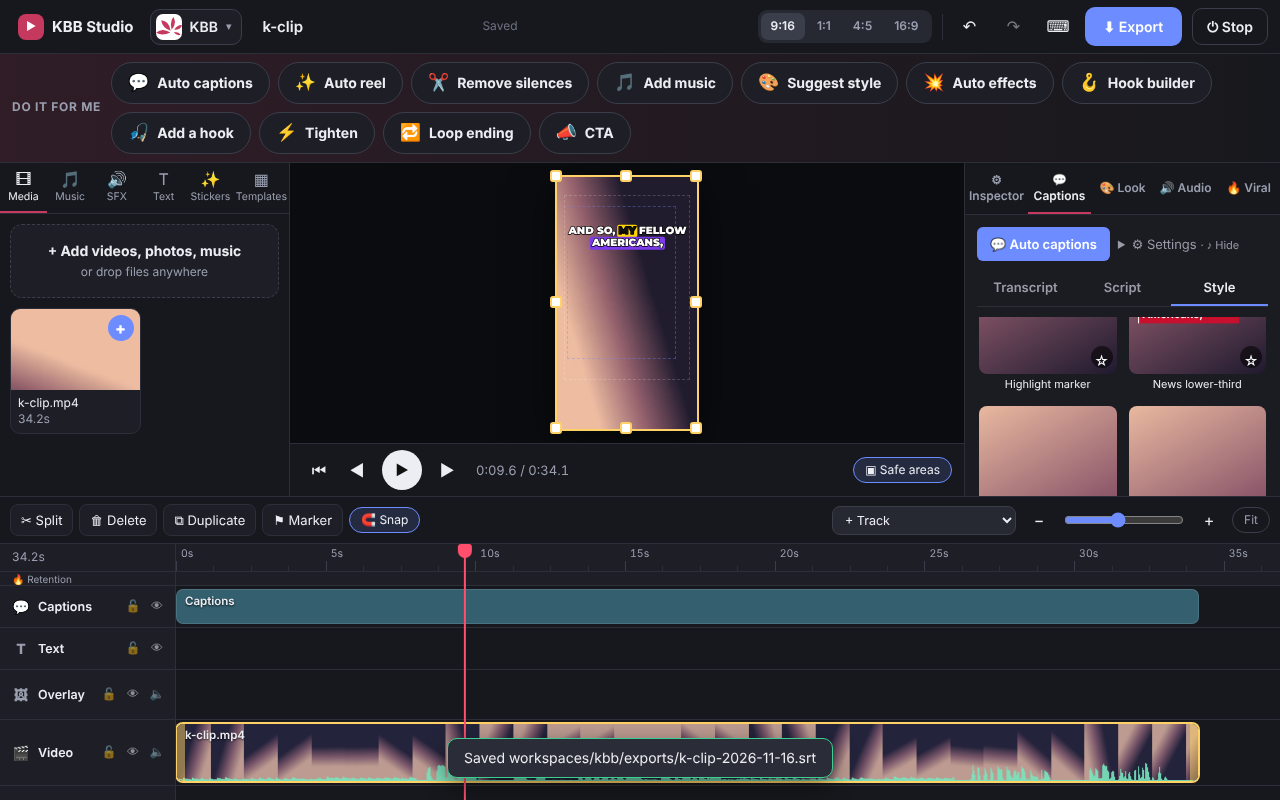 KBB Studio
KBB
k-clip
Saved
9:16 1:1 4:5 16:9
Export
Stop
DO IT FOR ME
Auto captions
Auto reel
Remove silences
Add music
Suggest style
Auto effects
Hook builder
Add a hook
Tighten
Loop ending
CTA
Media
Music
SFX
Text
Stickers
Templates
+ Add videos, photos, music
or drop files anywhere
k-clip.mp4
34.2s
AND SO, MY FELLOW
AMERICANS,
0:09.6 / 0:34.1
Safe areas
Inspector
Captions
Look
Audio
Viral
Auto captions
Settings · ♪ Hide
Transcript
Script
Style
Highlight marker
News lower-third
Split
Delete
Duplicate
Marker
Snap
+ Track
Fit
34.2s
0s 5s 10s 15s 20s 25s 30s 35s
Retention
Captions
Captions
Text
Overlay
Video
k-clip.mp4
Saved workspaces/kbb/exports/k-clip-2026-11-16.srt